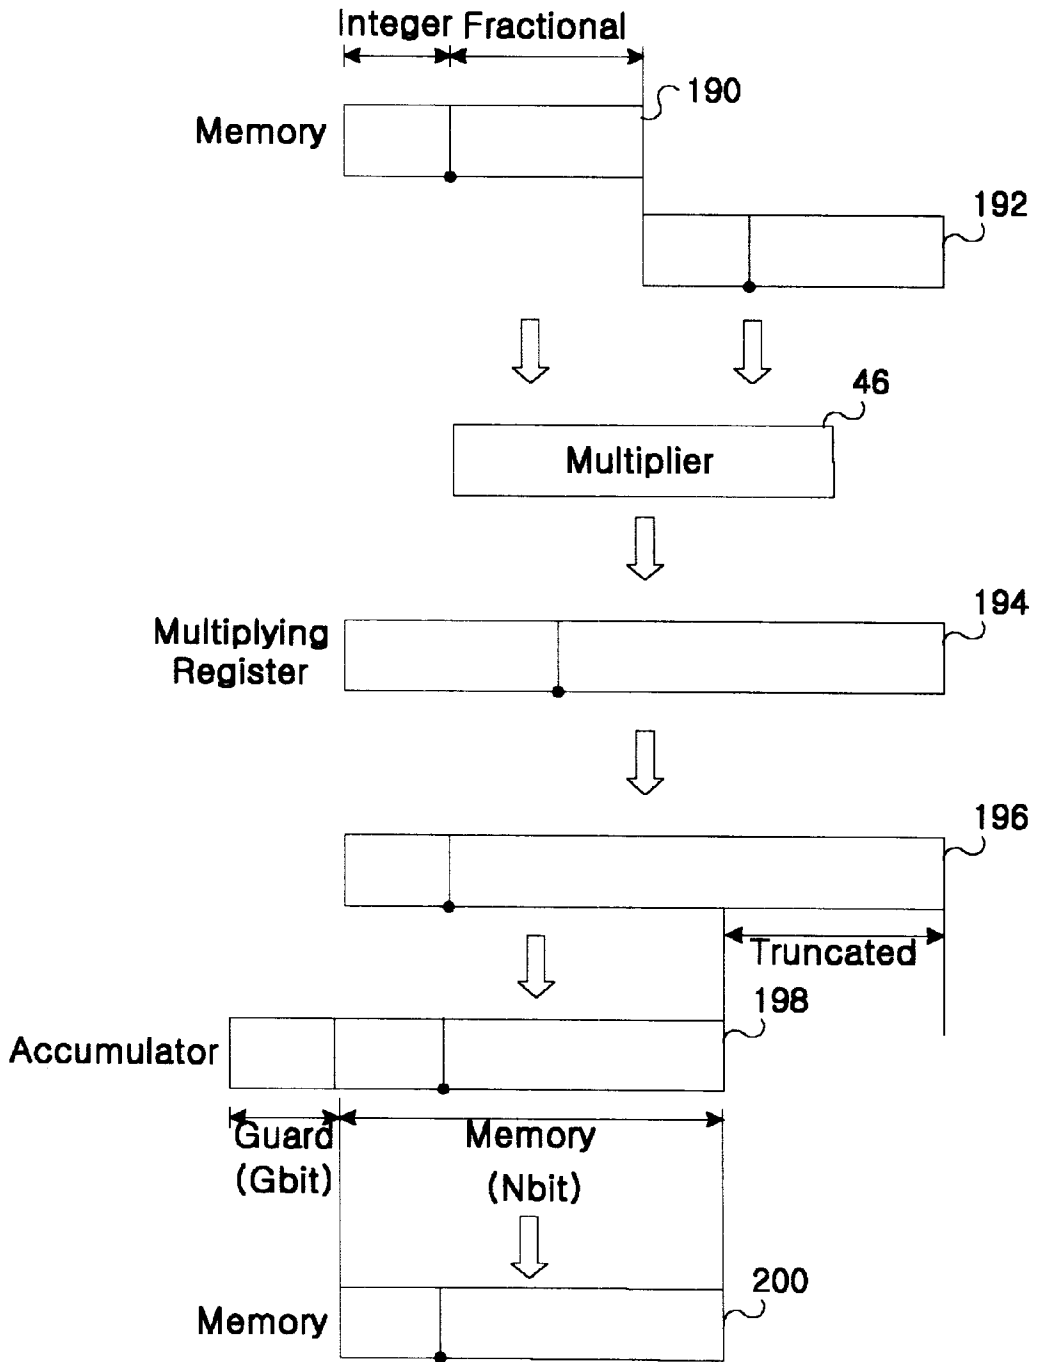 Integer Fractional
190
Memory
192
46
Multiplier
194
Multiplying
Register
196
Truncated
198
Accumulator
Guard
Memory
(Gbit)
(Nbit)
200
Memory